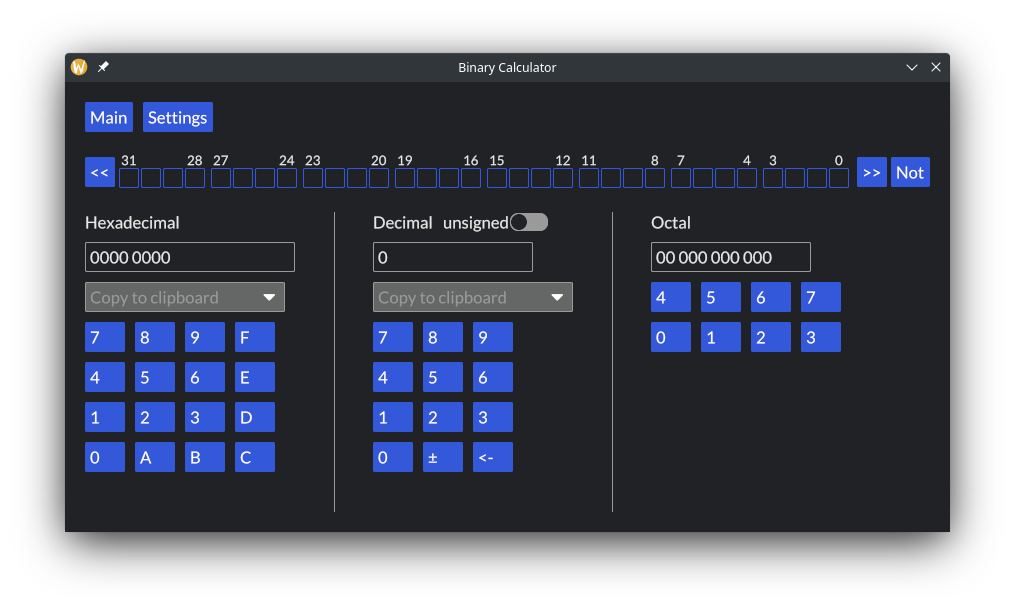 W Binary Calculator
Main Settings
31 28 27 24 23 20 19 16 15 12 11 8 7 4 3 0
<< >> Not
Hexadecimal Decimal unsigned Octal
0000 0000 0 00 000 000 000
Copy to clipboard Copy to clipboard 4 5 6 7
7 8 9 F 7 8 9 0 1 2 3
4 5 6 E 4 5 6
1 2 3 D 1 2 3
0 A B C 0 ± <-